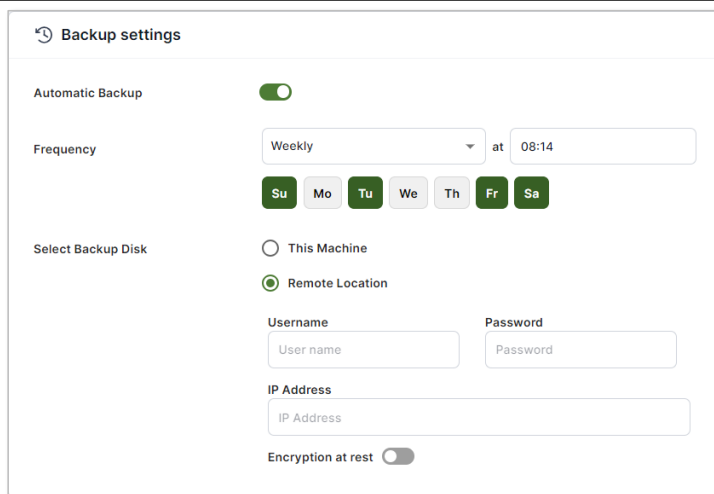 Backup settings
Automatic Backup
Frequency Weekly at 08:14
Su Mo Tu We Th Fr Sa
Select Backup Disk This Machine
Remote Location
Username Password
User name Password
IP Address
IP Address
Encryption at rest